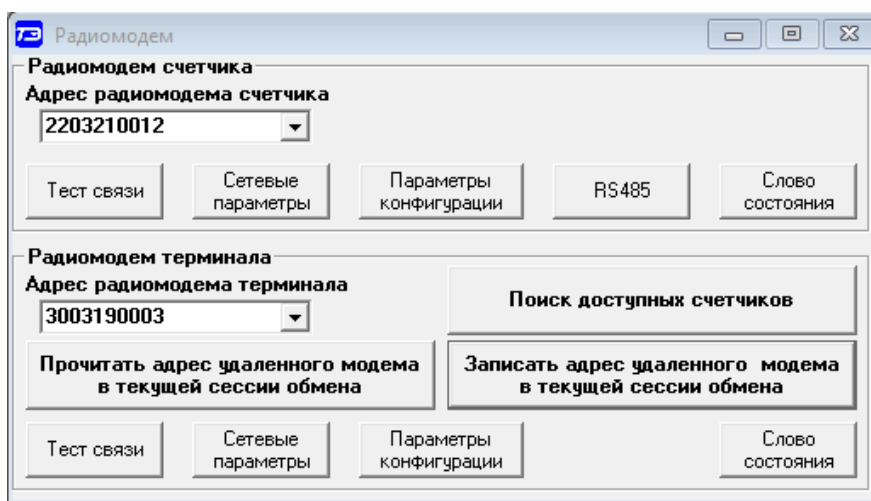 ТЭ Радиомодем
Радиомодем счетчика
Адрес радиомодема счетчика
2203210012
Тест связи
Сетевые
параметры
Параметры
конфигурации
RS485
Слово
состояния
Радиомодем терминала
Адрес радиомодема терминала
3003190003
Поиск доступных счетчиков
Прочитать адрес удаленного модема
в текущей сессии обмена
Записать адрес удаленного модема
в текущей сессии обмена
Тест связи
Сетевые
параметры
Параметры
конфигурации
Слово
состояния